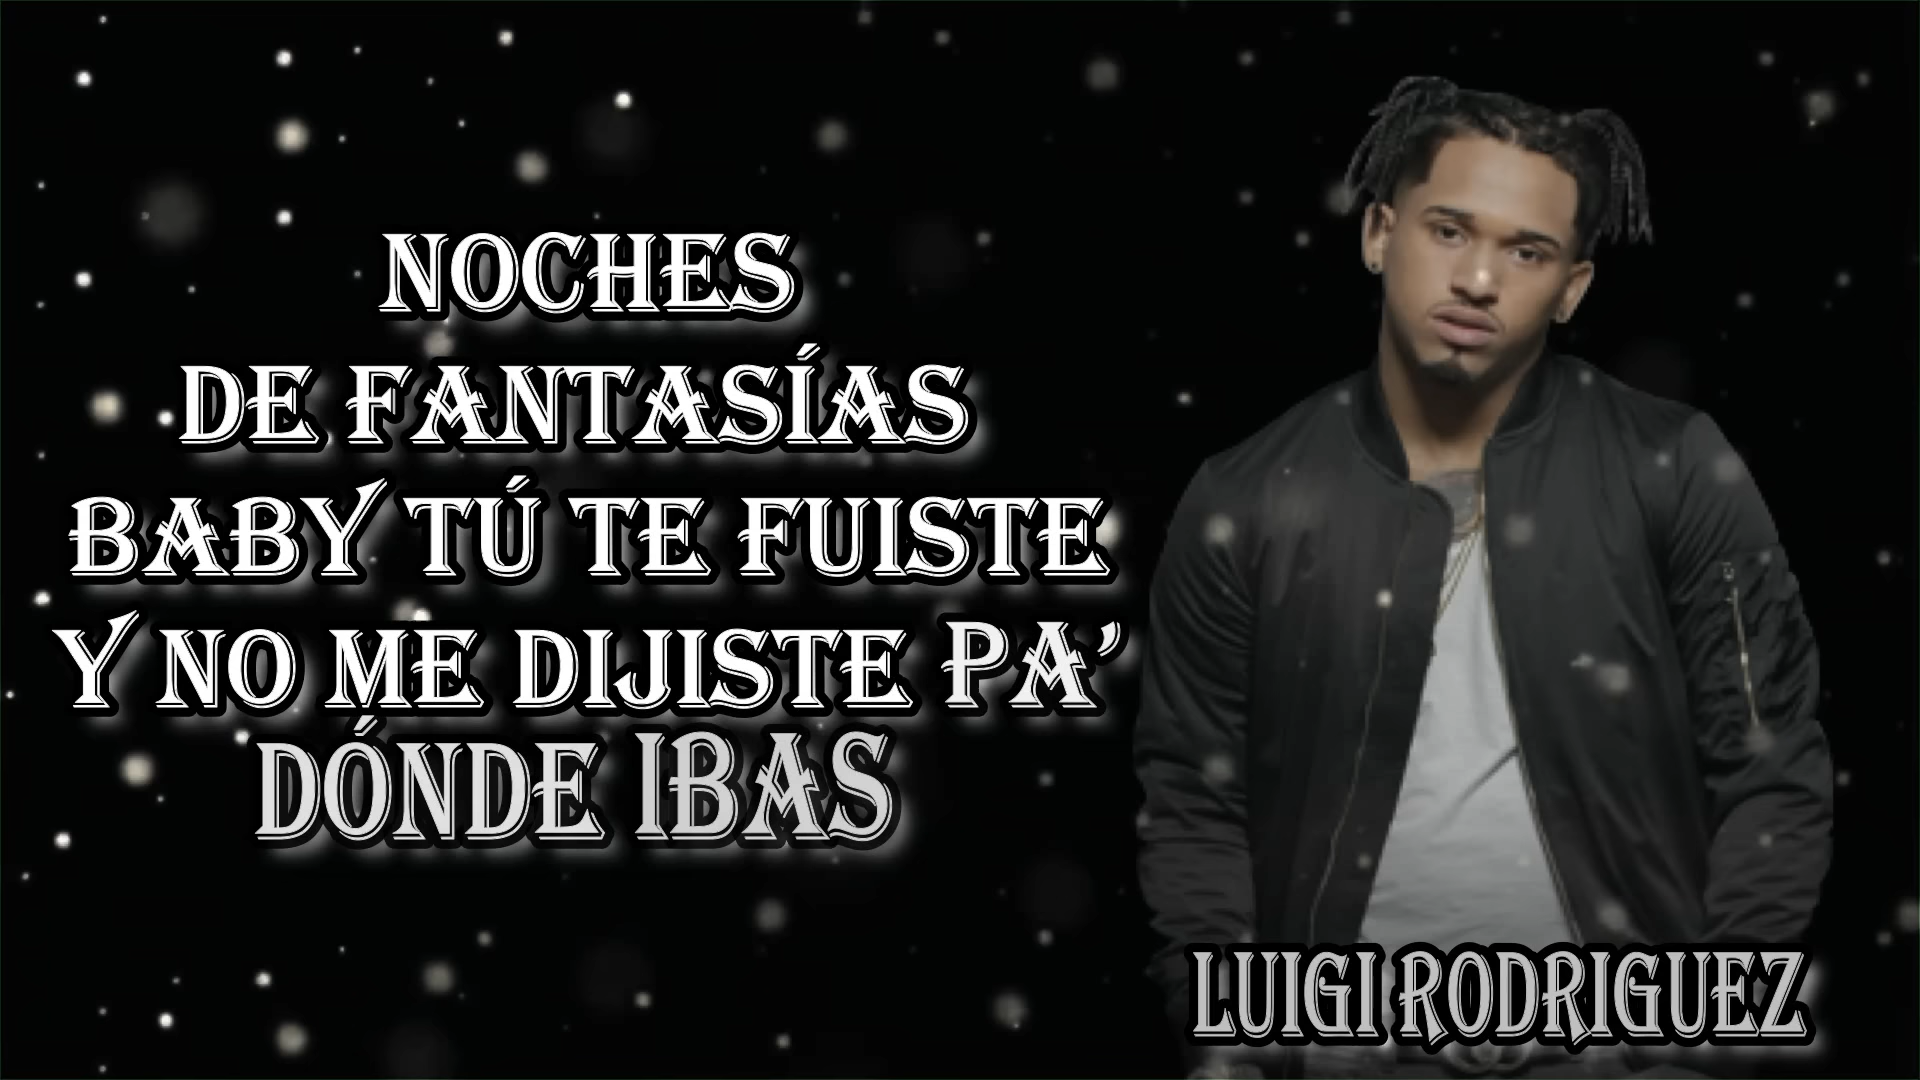 NOCHES
DE FANTASÍAS
BABY TÚ TE FUISTE
Y NO ME DIJISTE PA’
DÓNDE IBAS
LUIGI RODRIGUEZ